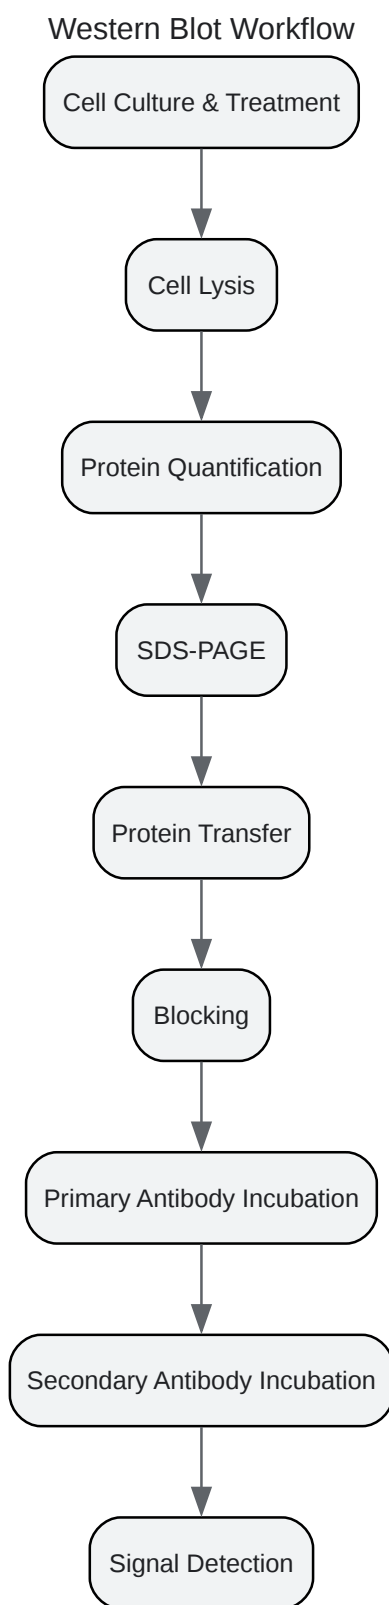 Western Blot Workflow
Cell Culture & Treatment
Cell Lysis
Protein Quantification
SDS-PAGE
Protein Transfer
Blocking
Primary Antibody Incubation
Secondary Antibody Incubation
Signal Detection